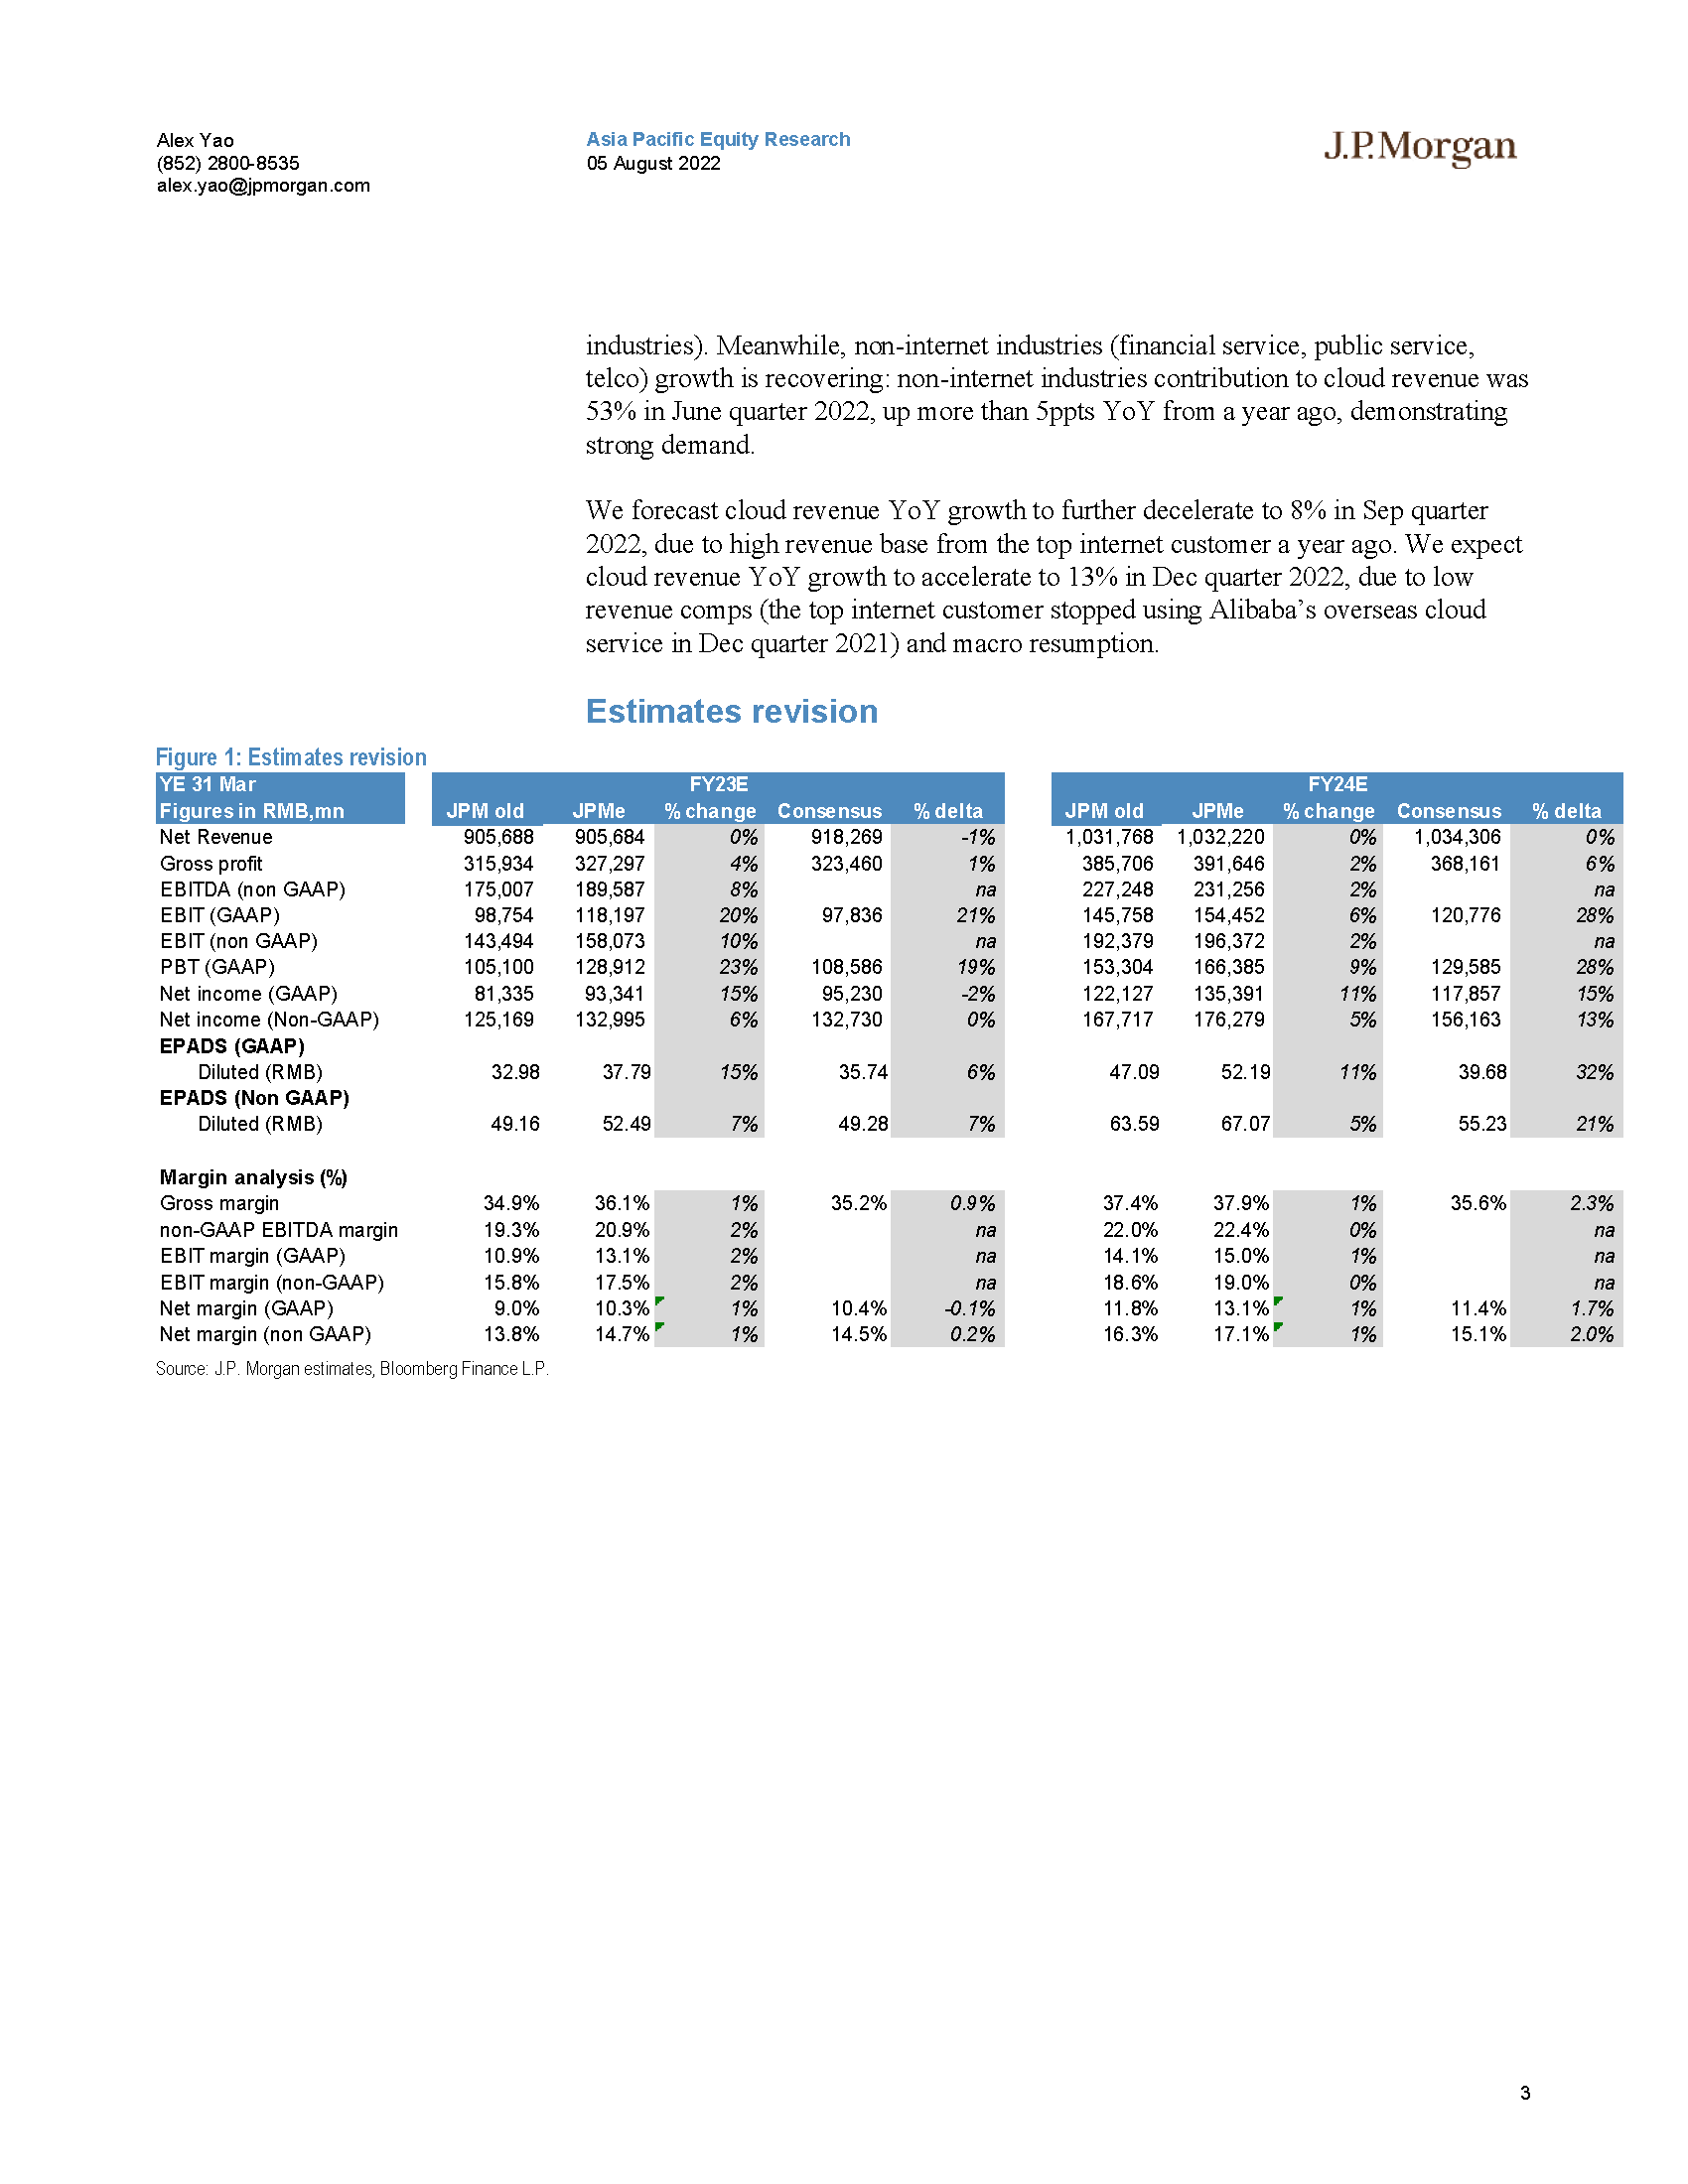 Alex Yao
(852) 2800-8535
alex.yao@jpmorgan.com
Asia Pacific Equity Research
05 August 2022
J.P.Morgan
industries). Meanwhile, non-internet industries (financial service, public service,
telco) growth is recovering: non-internet industries contribution to cloud revenue was
53% in June quarter 2022, up more than 5ppts YoY from a year ago, demonstrating
strong demand.
We forecast cloud revenue YoY growth to further decelerate to 8% in Sep quarter
2022, due to high revenue base from the top internet customer a year ago. We expect
cloud revenue YoY growth to accelerate to 13% in Dec quarter 2022, due to low
revenue comps (the top internet customer stopped using Alibaba's overseas cloud
service in Dec quarter 2021) and macro resumption.
Estimates revision
Figure 1: Estimates revision
YE 31 Mar FY23E FY24E
Figures in RMB,mn JPM old JPMe % change Consensus % delta JPM old JPMe % change Consensus % delta
Net Revenue 905,688 905,684 0% 918,269 -1% 1,031,768 1,032,220 0% 1,034,306 0%
Gross profit 315,934 327,297 4% 323,460 1% 385,706 391,646 2% 368,161 6%
EBITDA (non GAAP) 175,007 189,587 8% na 227,248 231,256 2% na
EBIT (GAAP) 98,754 118,197 20% 97,836 21% 145,758 154,452 6% 120,776 28%
EBIT (non GAAP) 143,494 158,073 10% na 192,379 196,372 2% na
PBT (GAAP) 105,100 128,912 23% 108,586 19% 153,304 166,385 9% 129,585 28%
Net income (GAAP) 81,335 93,341 15% 95,230 -2% 122,127 135,391 11% 117,857 15%
Net income (Non-GAAP) 125,169 132,995 6% 132,730 0% 167,717 176,279 5% 156,163 13%
EPADS (GAAP)
Diluted (RMB) 32.98 37.79 15% 35.74 6% 47.09 52.19 11% 39.68 32%
EPADS (Non GAAP)
Diluted (RMB) 49.16 52.49 7% 49.28 7% 63.59 67.07 5% 55.23 21%
Margin analysis (%)
Gross margin 34.9% 36.1% 1% 35.2% 0.9% 37.4% 37.9% 1% 35.6% 2.3%
non-GAAP EBITDA margin 19.3% 20.9% 2% na 22.0% 22.4% 0% na
EBIT margin (GAAP) 10.9% 13.1% 2% na 14.1% 15.0% 1% na
EBIT margin (non-GAAP) 15.8% 17.5% 2% na 18.6% 19.0% 0% na
Net margin (GAAP) 9.0% 10.3% 1% 10.4% -0.1% 11.8% 13.1% 1% 11.4% 1.7%
Net margin (non GAAP) 13.8% 14.7% 1% 14.5% 0.2% 16.3% 17.1% 1% 15.1% 2.0%
Source: J.P. Morgan estimates, Bloomberg Finance L.P.
3